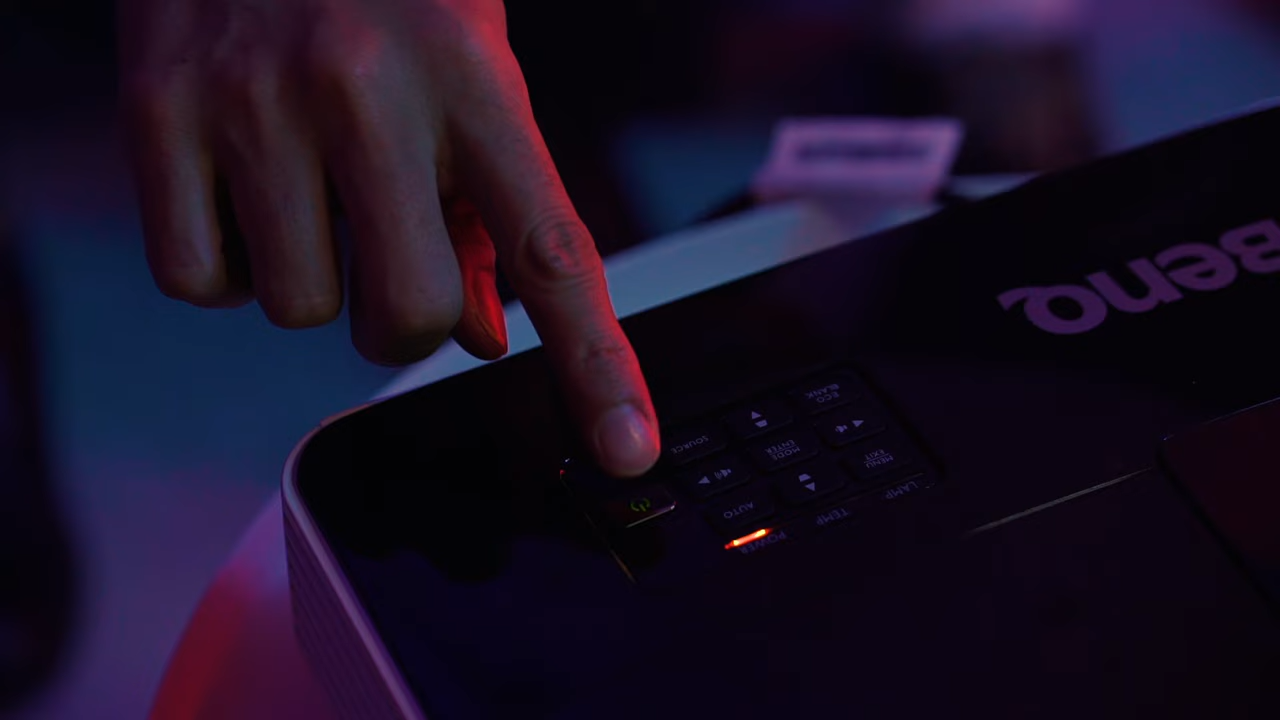 BenQ
BLANK
ECO
SOURCE
MODE
ENTER
MENU
EXIT
AUTO
LAMP
TEMP
POWER